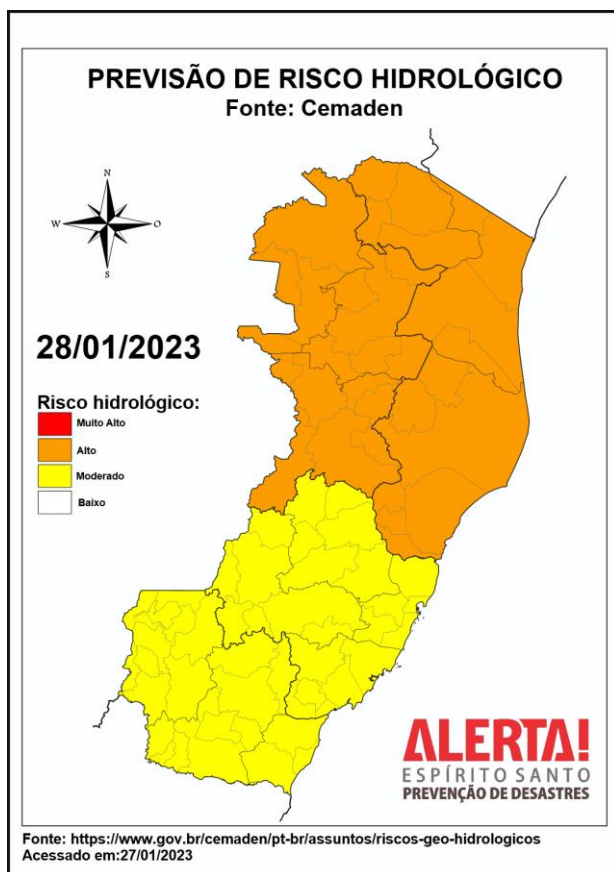 PREVISÃO DE RISCO HIDROLÓGICO
Fonte: Cemaden
N
W
O
S
28/01/2023
Risco hidrológico:
Muito Alto
Alto
Moderado
Baixo
ALERTA!
ESPÍRITO SANTO
PREVENÇÃO DE DESASTRES
Fonte: https://www.gov.br/cemaden/pt-br/assuntos/riscos-geo-hidrologicos
Acessado em:27/01/2023